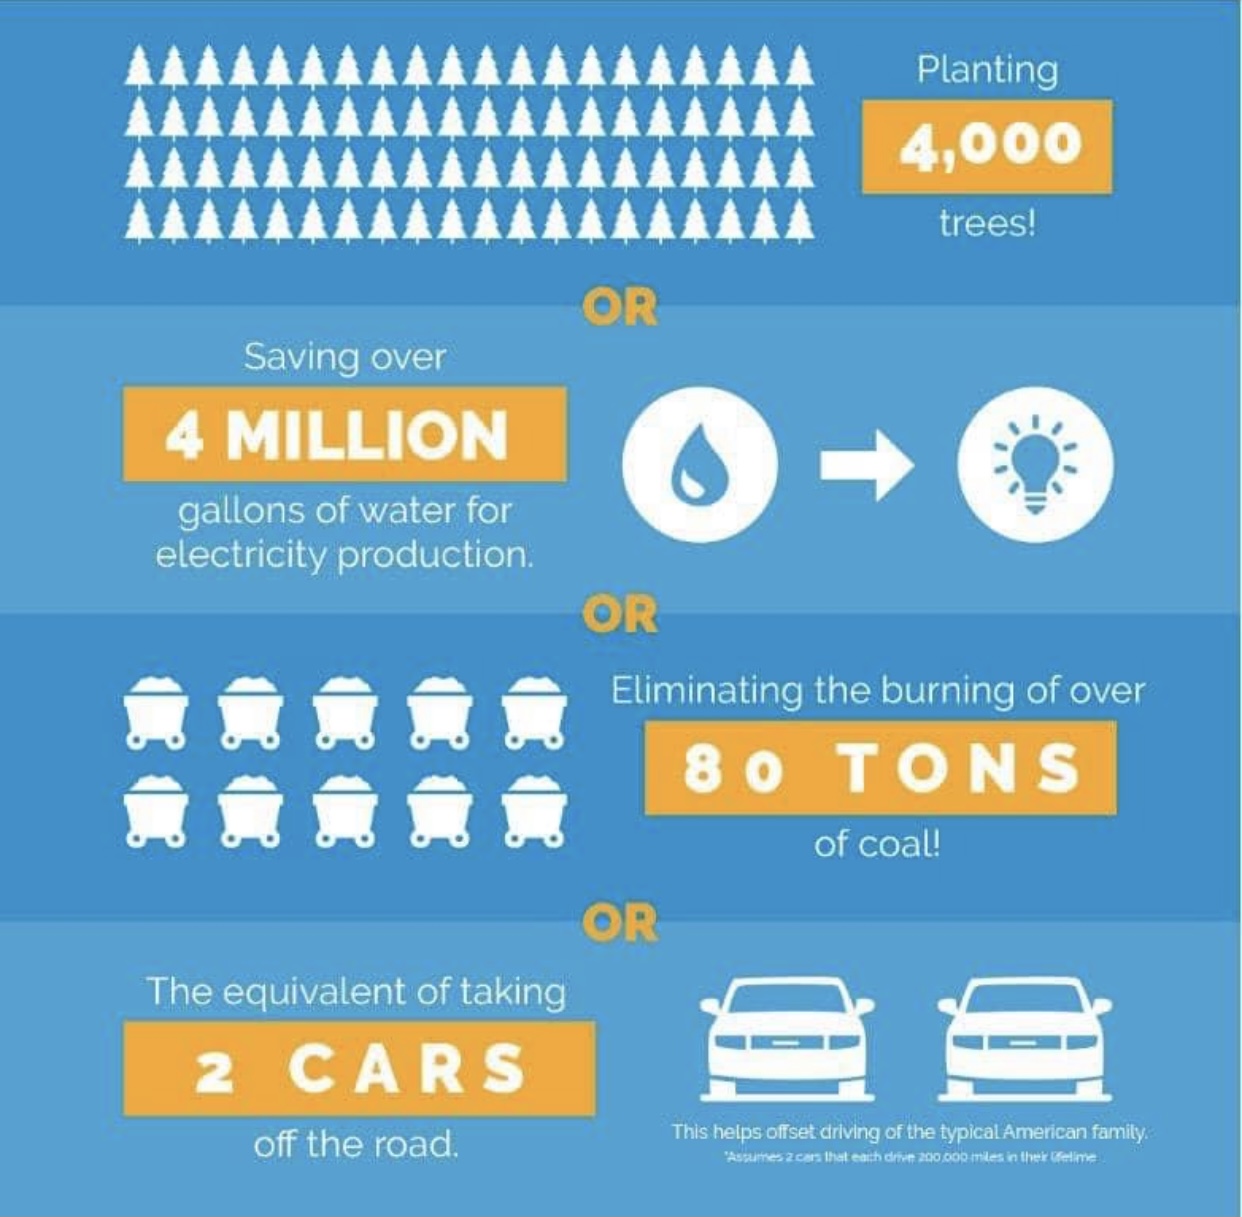 Planting
4,000
trees!
OR
Saving over
4 MILLION
gallons of water for
electricity production.
OR
Eliminating the burning of over
80 TONS
of coal!
OR
The equivalent of taking
2 CARS
off the road.
This helps offset driving of the typical American family.
*Assumes 2 cars that each drive 200,000 miles in their lifetime